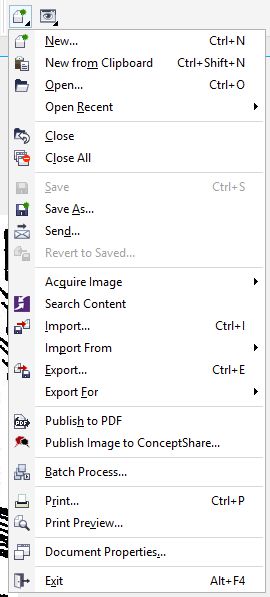 New... Ctrl+N
New from Clipboard Ctrl+Shift+N
Open... Ctrl+O
Open Recent
Close
Close All
Save Ctrl+S
Save As...
Send...
Revert to Saved...
Acquire Image
Search Content
Import... Ctrl+I
Import From
Export... Ctrl+E
Export For
Publish to PDF
Publish Image to ConceptShare...
Batch Process...
Print... Ctrl+P
Print Preview...
Document Properties...
Exit Alt+F4